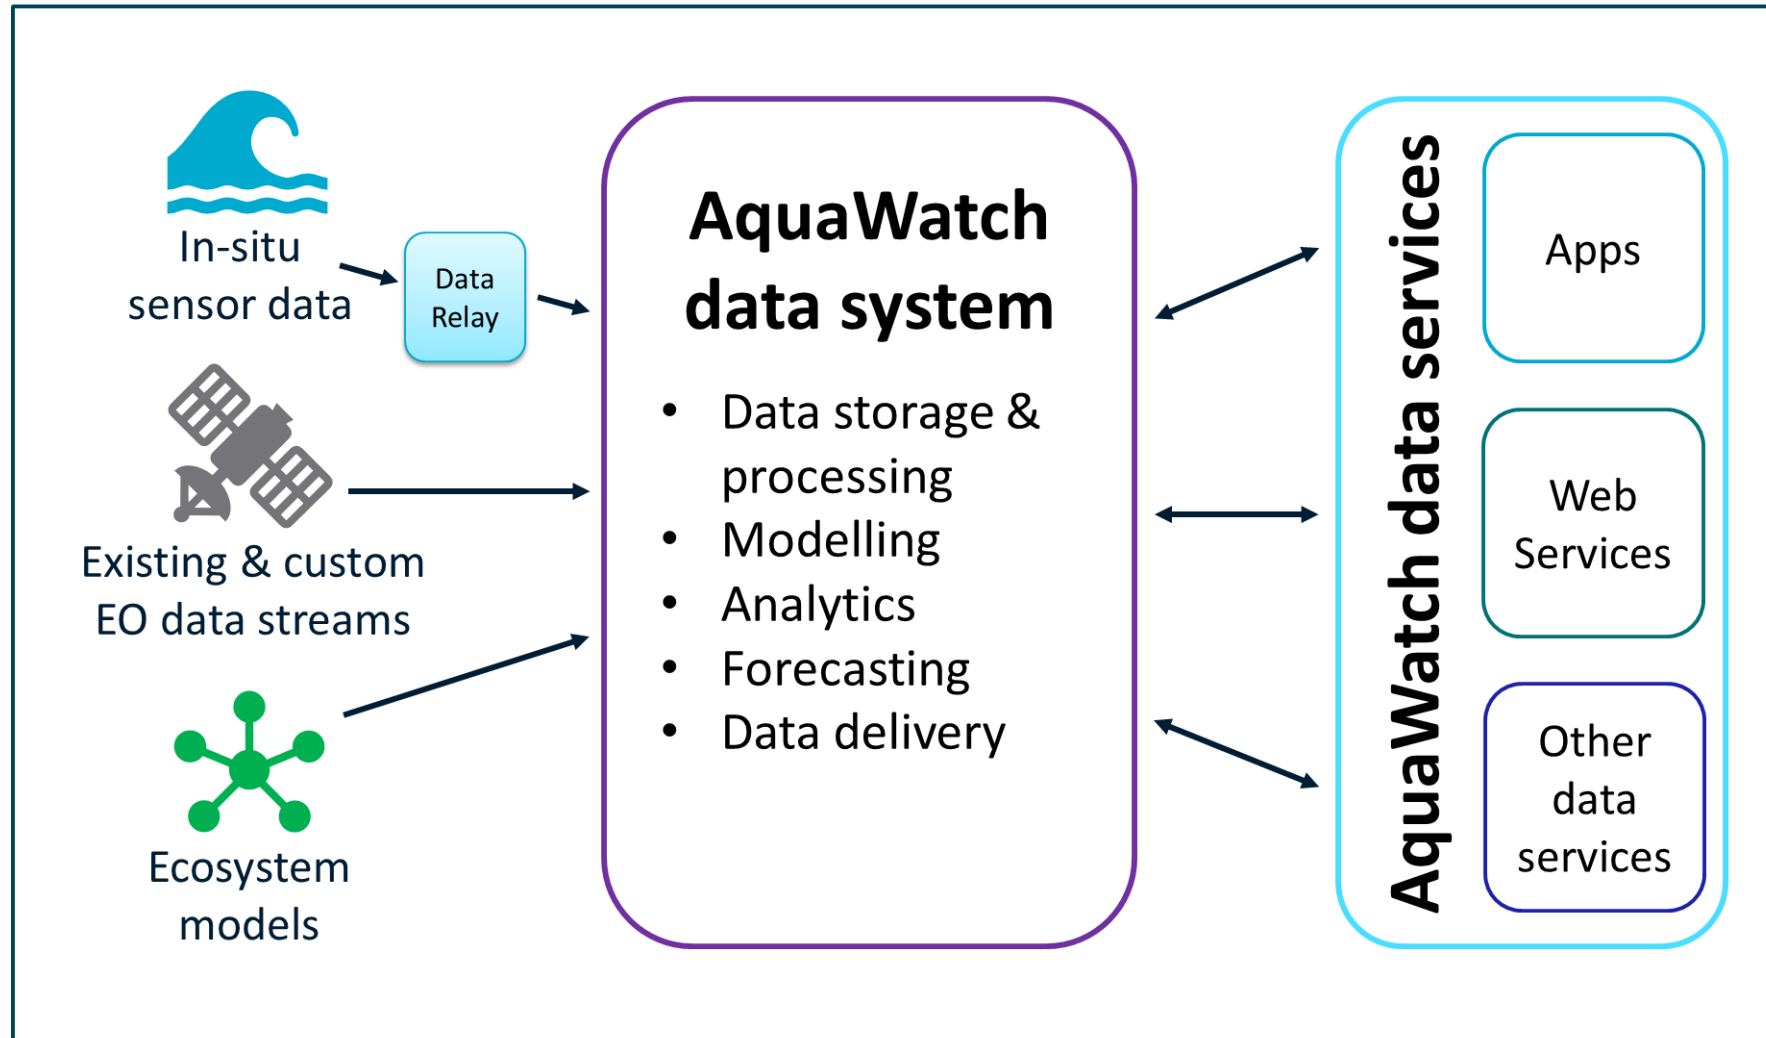 In-situ
sensor data
Data
Relay
Existing & custom
EO data streams
Ecosystem
models
AquaWatch
data system
• Data storage &
processing
• Modelling
• Analytics
• Forecasting
• Data delivery
AquaWatch data services
Apps
Web
Services
Other
data
services